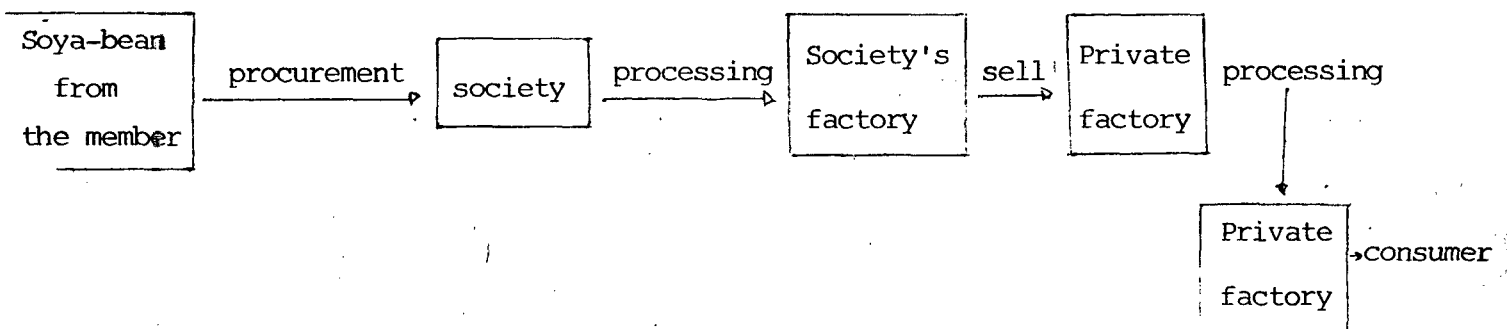 Soya-bean
from
the member
procurement
society
processing
Society's
factory
sell
Private
factory
processing
Private
factory
consumer